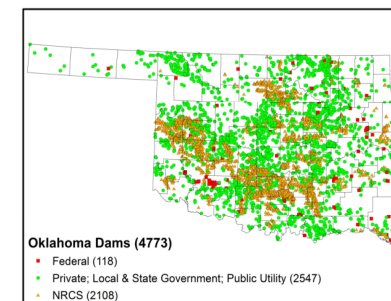 Oklahoma Dams (4773)
Federal (118)
Private; Local & State Government; Public Utility (2547)
NRCS (2108)